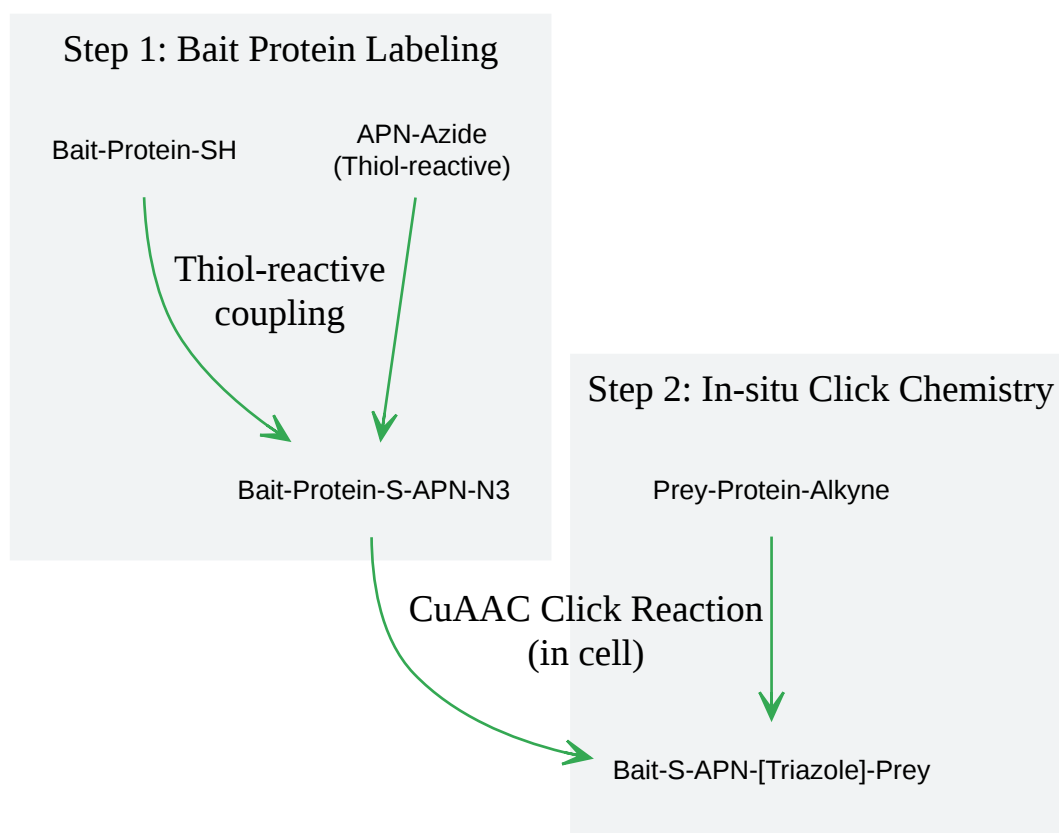 Step 1: Bait Protein Labeling
Bait-Protein-SH
APN-Azide
(Thiol-reactive)
Thiol-reactive
coupling
Bait-Protein-S-APN-N3
Step 2: In-situ Click Chemistry
Prey-Protein-Alkyne
CuAAC Click Reaction
(in cell)
Bait-S-APN-[Triazole]-Prey